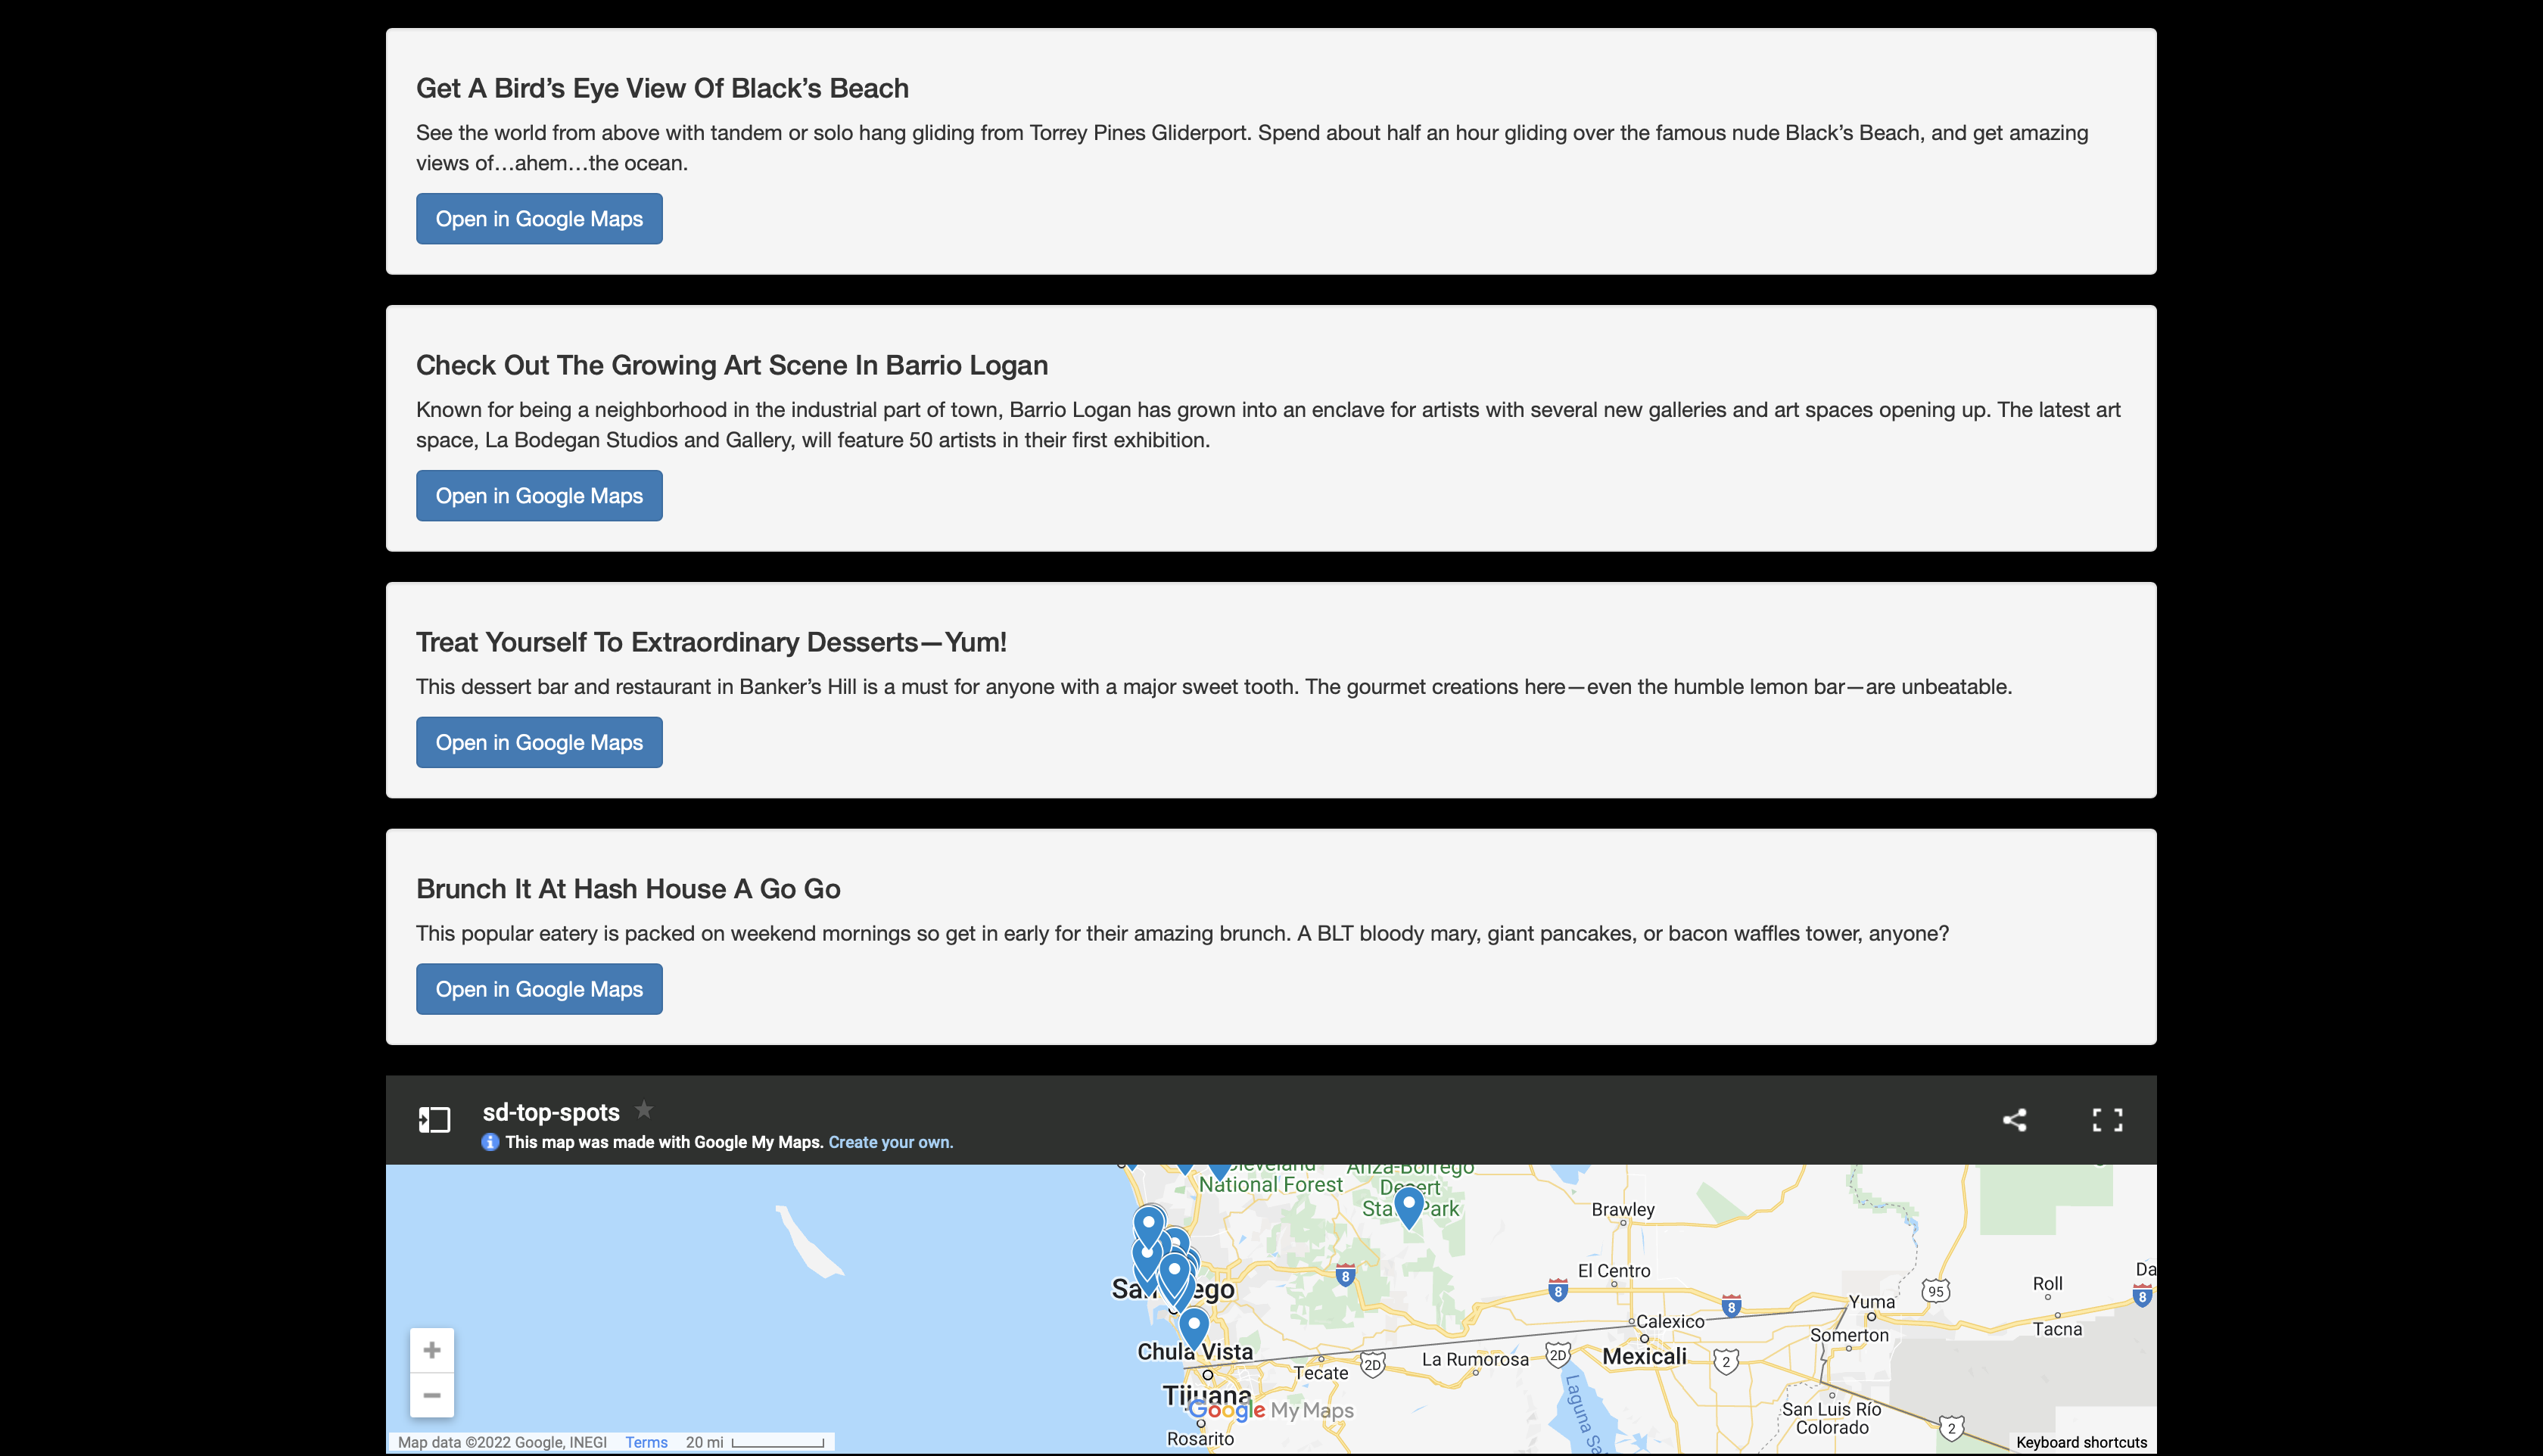 Get A Bird’s Eye View Of Black’s Beach
See the world from above with tandem or solo hang gliding from Torrey Pines Gliderport. Spend about half an hour gliding over the famous nude Black’s Beach, and get amazing
views of…ahem…the ocean.
Open in Google Maps
Check Out The Growing Art Scene In Barrio Logan
Known for being a neighborhood in the industrial part of town, Barrio Logan has grown into an enclave for artists with several new galleries and art spaces opening up. The latest art
space, La Bodegan Studios and Gallery, will feature 50 artists in their first exhibition.
Open in Google Maps
Treat Yourself To Extraordinary Desserts—Yum!
This dessert bar and restaurant in Banker’s Hill is a must for anyone with a major sweet tooth. The gourmet creations here—even the humble lemon bar—are unbeatable.
Open in Google Maps
Brunch It At Hash House A Go Go
This popular eatery is packed on weekend mornings so get in early for their amazing brunch. A BLT bloody mary, giant pancakes, or bacon waffles tower, anyone?
Open in Google Maps
sd-top-spots
This map was made with Google My Maps. Create your own.
Cleveland
National Forest
Anza-Borrego
Desert
State Park
Brawley
El Centro
8
8
8
8
95
Roll
Da
Yuma
Tacna
Somerton
Calexico
Mexicali
San Diego
Chula Vista
Tecate
2D
La Rumorosa
2D
2
Tijuana
Google My Maps
Laguna Sa
San Luis Río
Colorado
2
Rosarito
Map data ©2022 Google, INEGI Terms 20 mi
Keyboard shortcuts